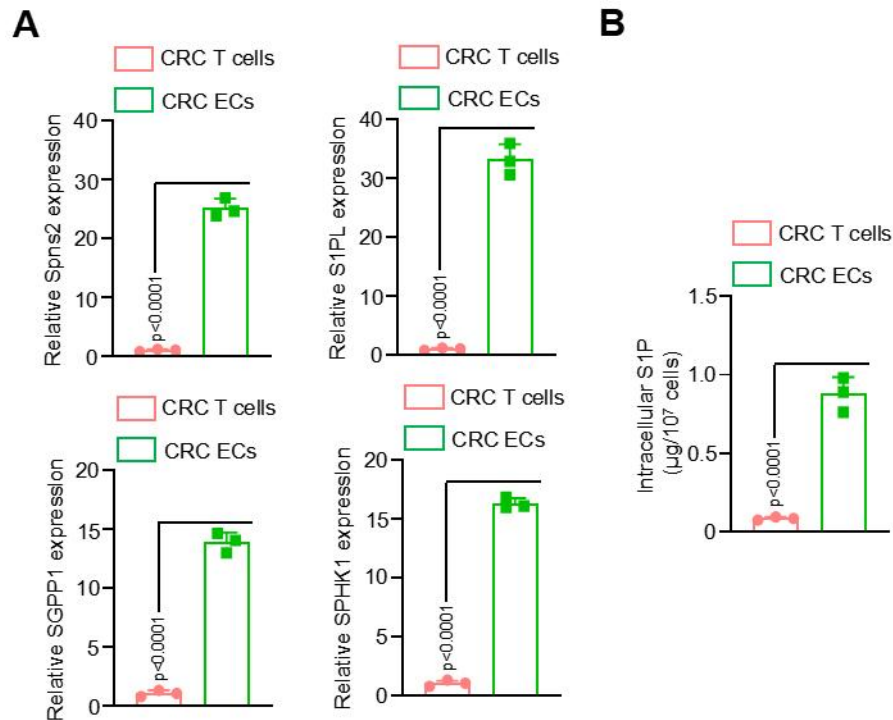 A
CRC T cells
CRC ECs
Relative Spns2 expression
40
30
20
10
0
p<0.0001
CRC T cells
CRC ECs
Relative S1PL expression
40
30
20
10
0
p<0.0001
CRC T cells
CRC ECs
Relative SGPP1 expression
20
15
10
5
0
p<0.0001
CRC T cells
CRC ECs
Relative SPHK1 expression
20
15
10
5
0
p<0.0001
B
CRC T cells
CRC ECs
Intracellular S1P
(µg/10⁷ cells)
1.5
1.0
0.5
0
p<0.0001